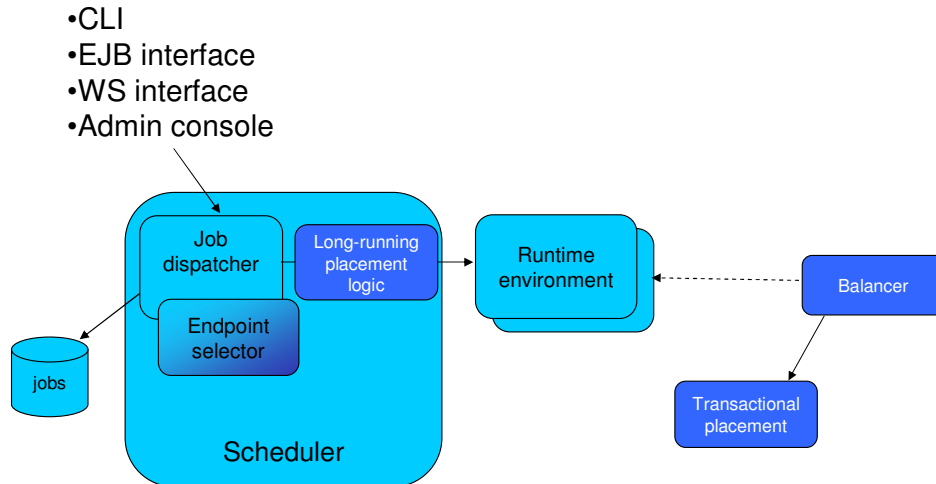 •CLI
•EJB interface
•WS interface
•Admin console
Job
dispatcher
Long-running
placement
logic
Runtime
environment
Balancer
Endpoint
selector
jobs
Transactional
placement
Scheduler